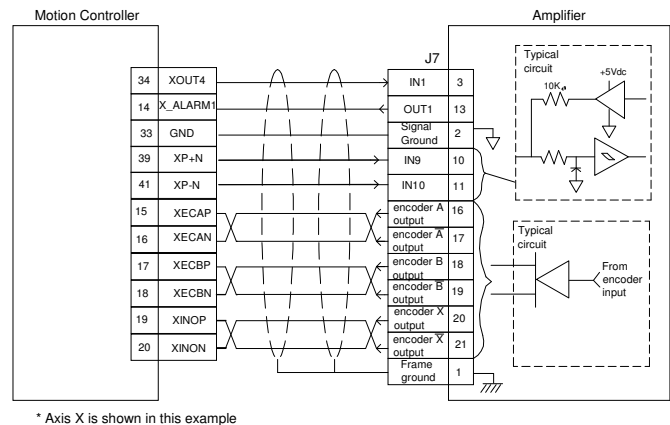 Motion Controller
Amplifier
J7
34 XOUT4 IN1 3
14 X_ALARM1 OUT1 13
33 GND Signal Ground 2
39 XP+N IN9 10
41 XP-N IN10 11
15 XECAP encoder A output 16
16 XECAN encoder A̅ output 17
17 XECBP encoder B output 18
18 XECBN encoder B̅ output 19
19 XINOP encoder X output 20
20 XINON encoder X̅ output 21
Frame ground 1
Typical
circuit
+5Vdc
10K
Typical
circuit
From
encoder
input
* Axis X is shown in this example